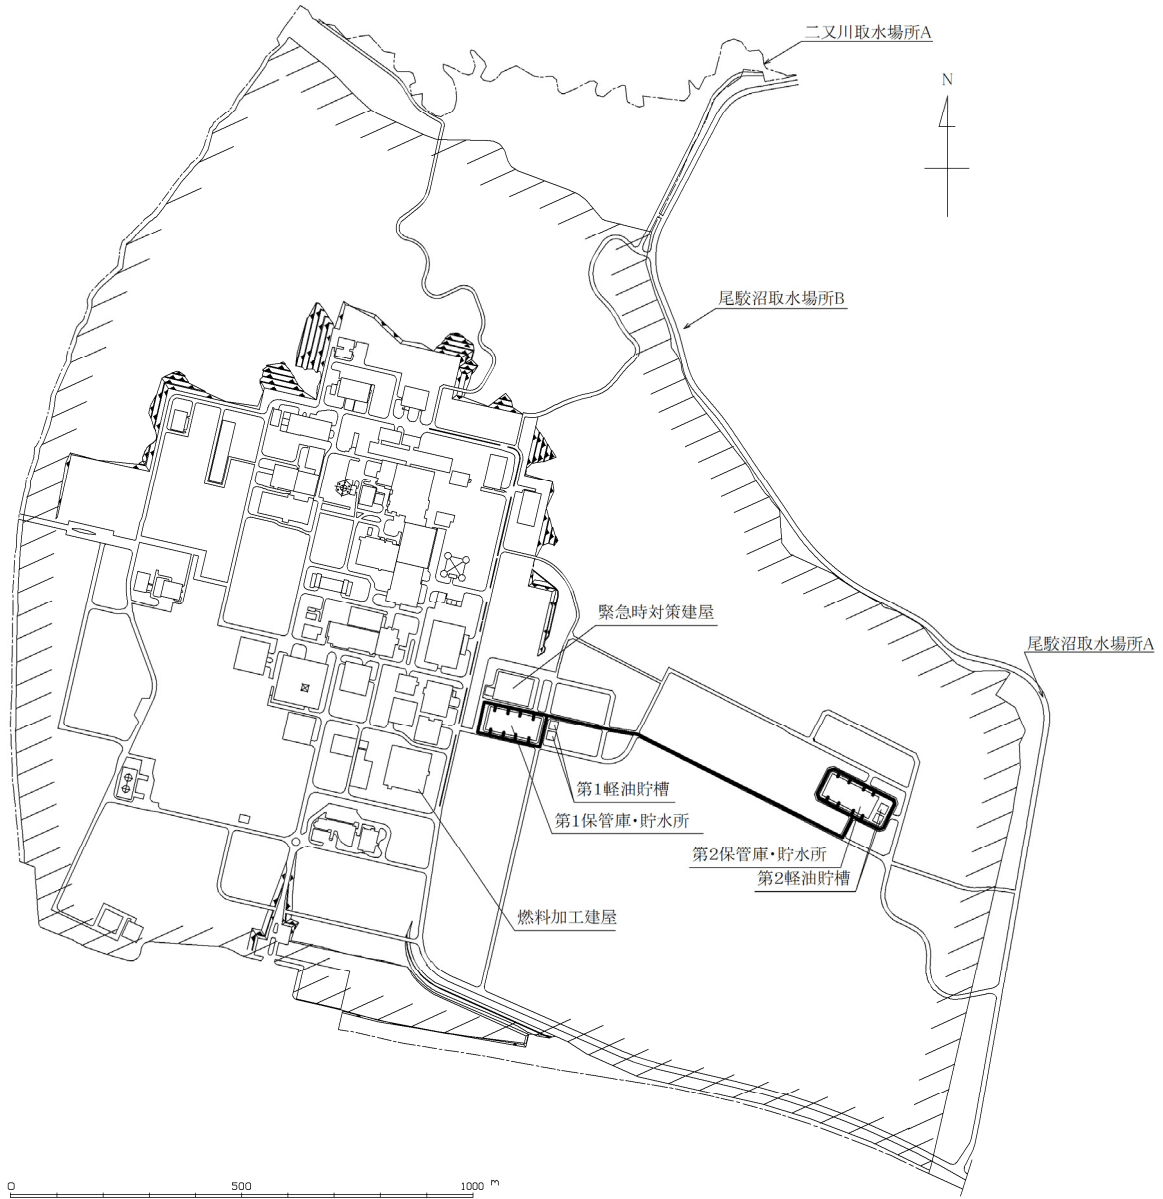 二又川取水場所A
N
尾駮沼取水場所B
緊急時対策建屋
尾駮沼取水場所A
第1軽油貯槽
第1保管庫・貯水所
第2保管庫・貯水所
第2軽油貯槽
燃料加工建屋
0 500 1000 m